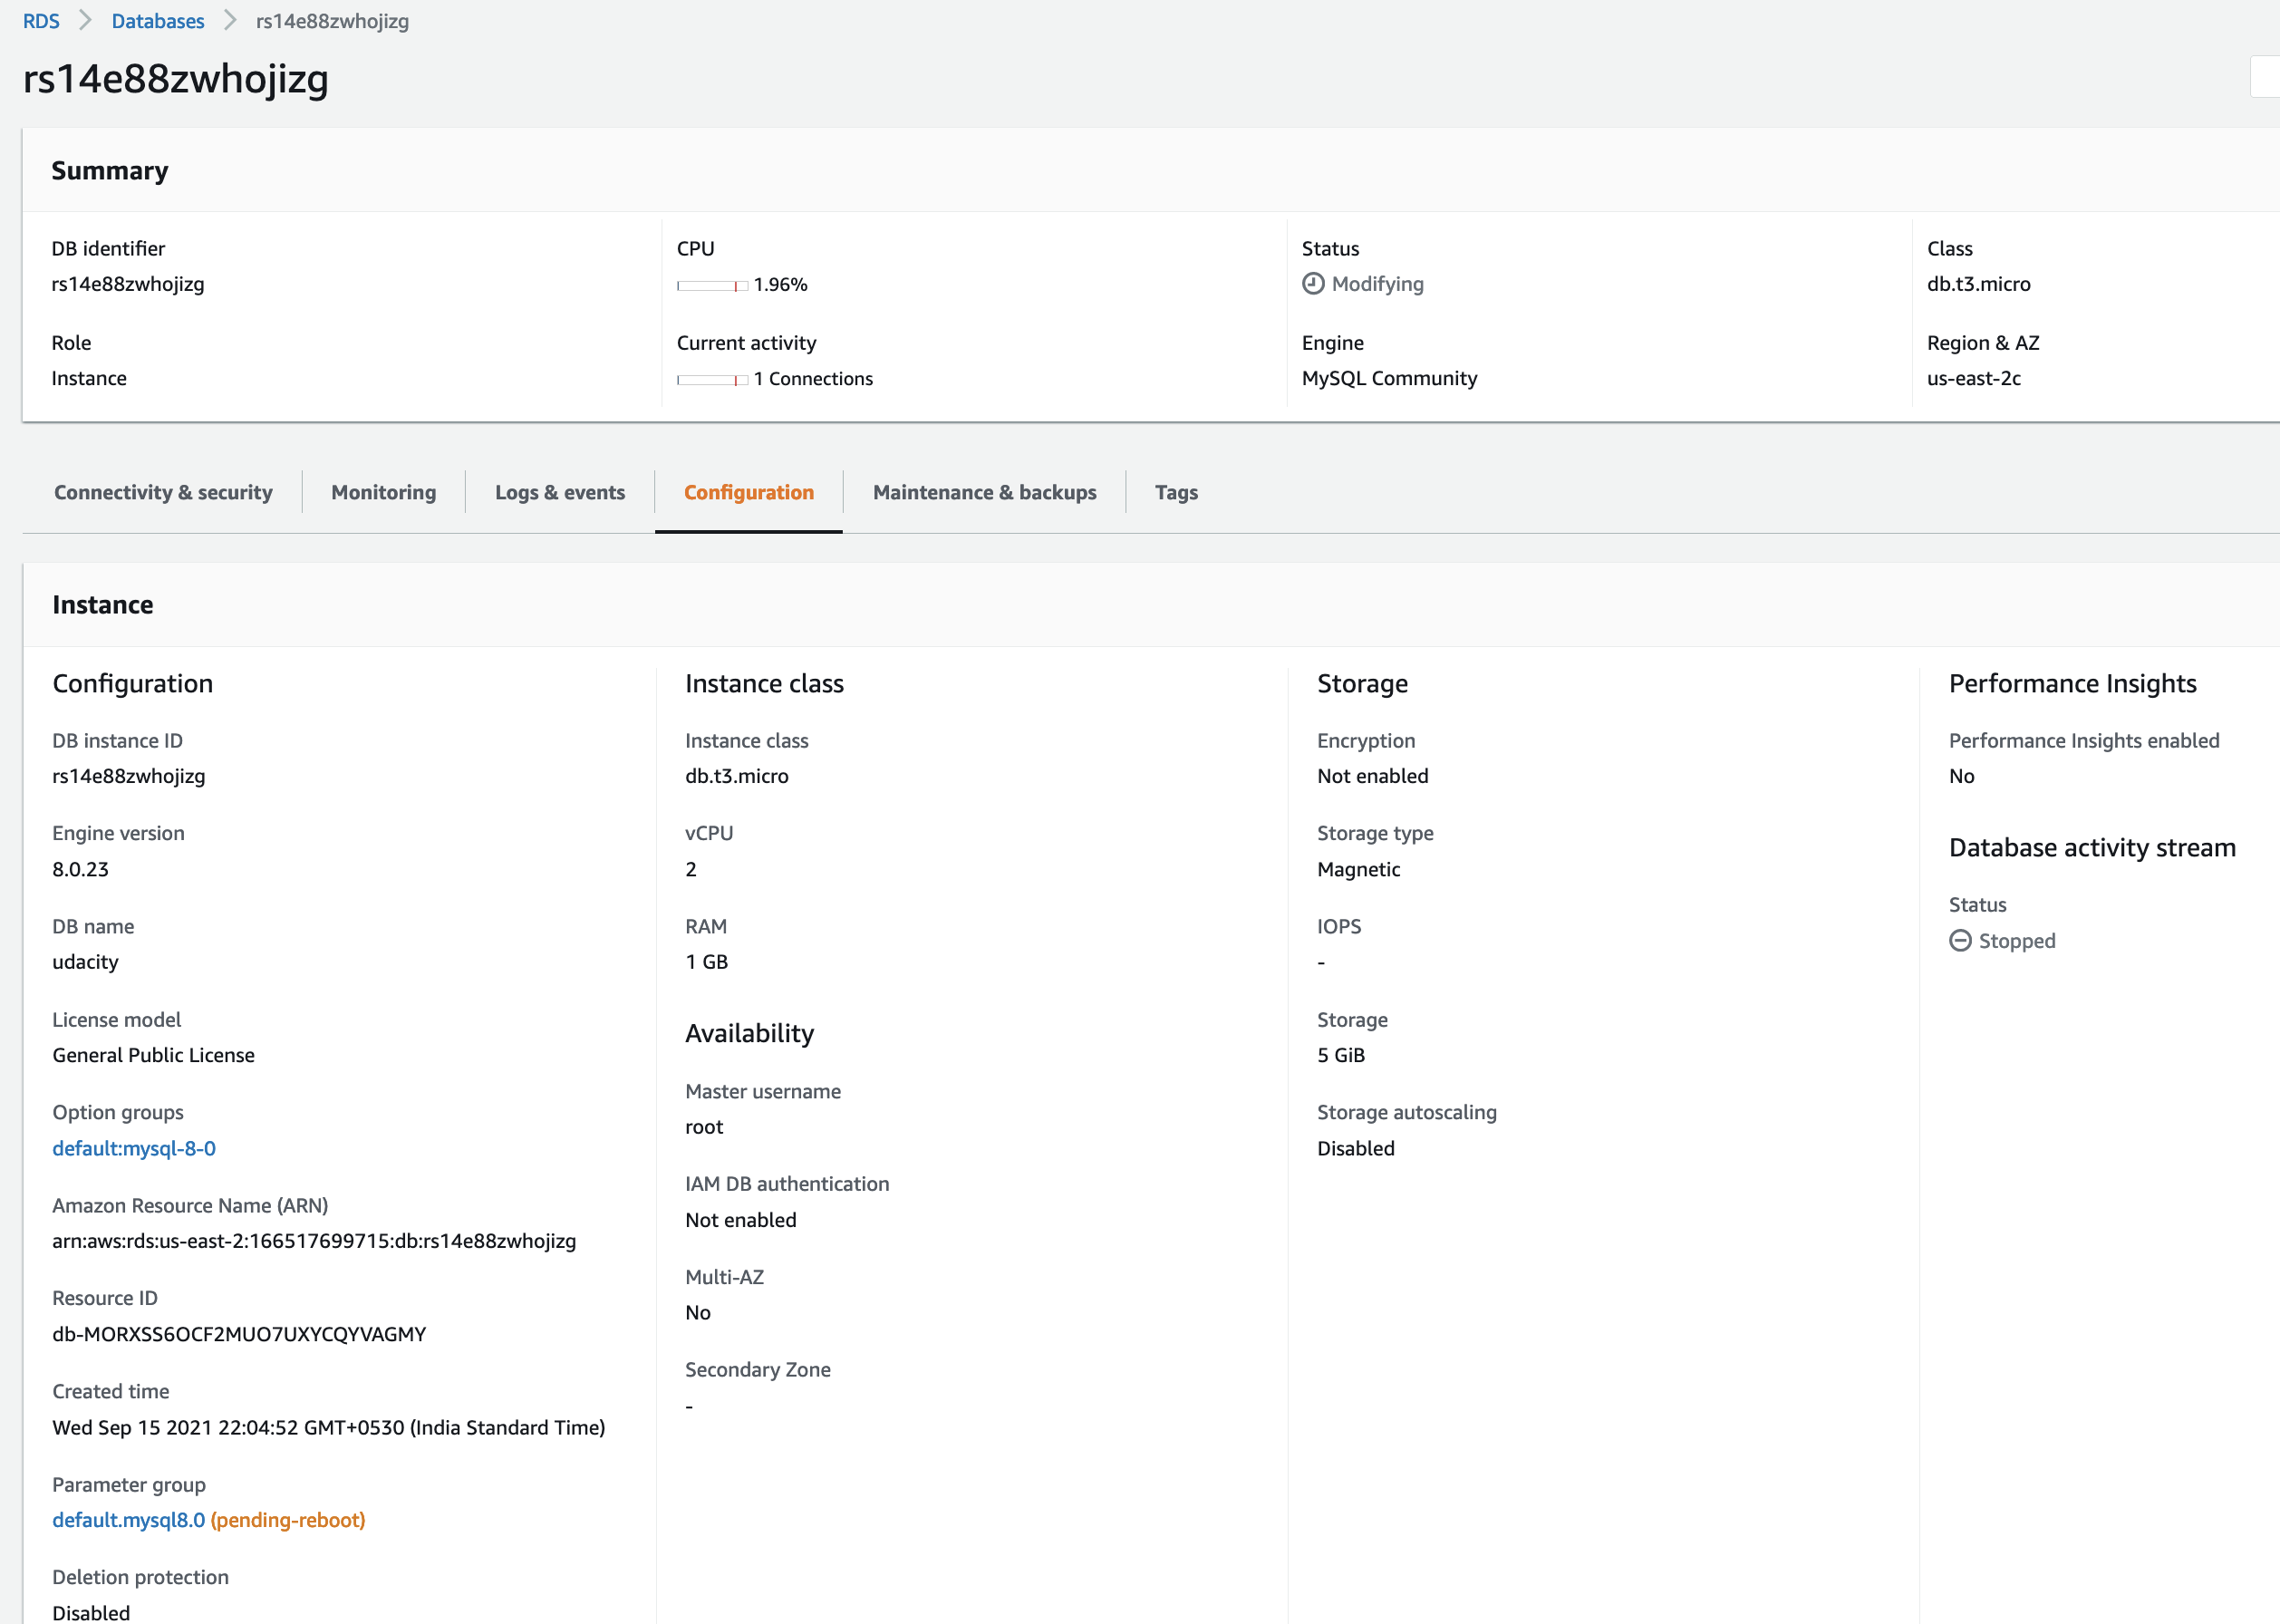 RDS > Databases > rs14e88zwhojizg
rs14e88zwhojizg
Summary
DB identifier
rs14e88zwhojizg
Role
Instance
CPU
1.96%
Current activity
1 Connections
Status
Modifying
Engine
MySQL Community
Class
db.t3.micro
Region & AZ
us-east-2c
Connectivity & security
Monitoring
Logs & events
Configuration
Maintenance & backups
Tags
Instance
Configuration
DB instance ID
rs14e88zwhojizg
Engine version
8.0.23
DB name
udacity
License model
General Public License
Option groups
default:mysql-8-0
Amazon Resource Name (ARN)
arn:aws:rds:us-east-2:166517699715:db:rs14e88zwhojizg
Resource ID
db-MORXSS6OCF2MUO7UXYCQYVAGMY
Created time
Wed Sep 15 2021 22:04:52 GMT+0530 (India Standard Time)
Parameter group
default.mysql8.0 (pending-reboot)
Deletion protection
Disabled
Instance class
Instance class
db.t3.micro
vCPU
2
RAM
1 GB
Availability
Master username
root
IAM DB authentication
Not enabled
Multi-AZ
No
Secondary Zone
-
Storage
Encryption
Not enabled
Storage type
Magnetic
IOPS
-
Storage
5 GiB
Storage autoscaling
Disabled
Performance Insights
Performance Insights enabled
No
Database activity stream
Status
Stopped